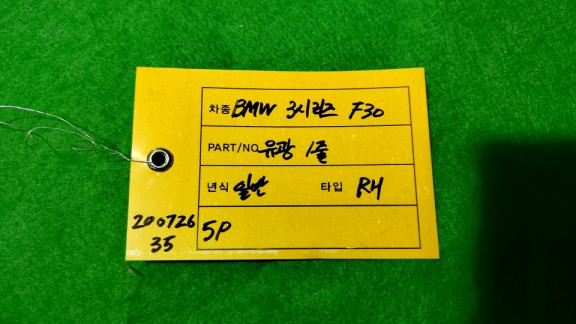 차종 BMW 3시리즈 F30
PART/NO 유광 1줄
년식 일반 타입 RH
5P
200726
35